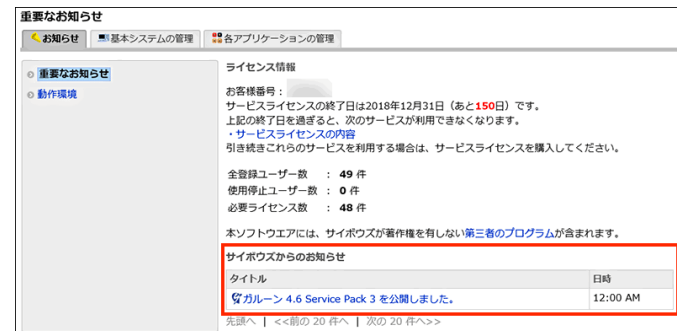 重要なお知らせ
お知らせ 基本システムの管理 各アプリケーションの管理
重要なお知らせ
動作環境
ライセンス情報
お客様番号：
サービスライセンスの終了日は2018年12月31日（あと150日）です。
上記の終了日を過ぎると、次のサービスが利用できなくなります。
・サービスライセンスの内容
引き続きこれらのサービスを利用する場合は、サービスライセンスを購入してください。
全登録ユーザー数 ： 49 件
使用停止ユーザー数 ： 0 件
必要ライセンス数 ： 48 件
本ソフトウエアには、サイボウズが著作権を有しない第三者のプログラムが含まれます。
サイボウズからのお知らせ
タイトル 日時
ガルーン 4.6 Service Pack 3 を公開しました。 12:00 AM
先頭へ | <<前の 20 件へ | 次の 20 件へ>>